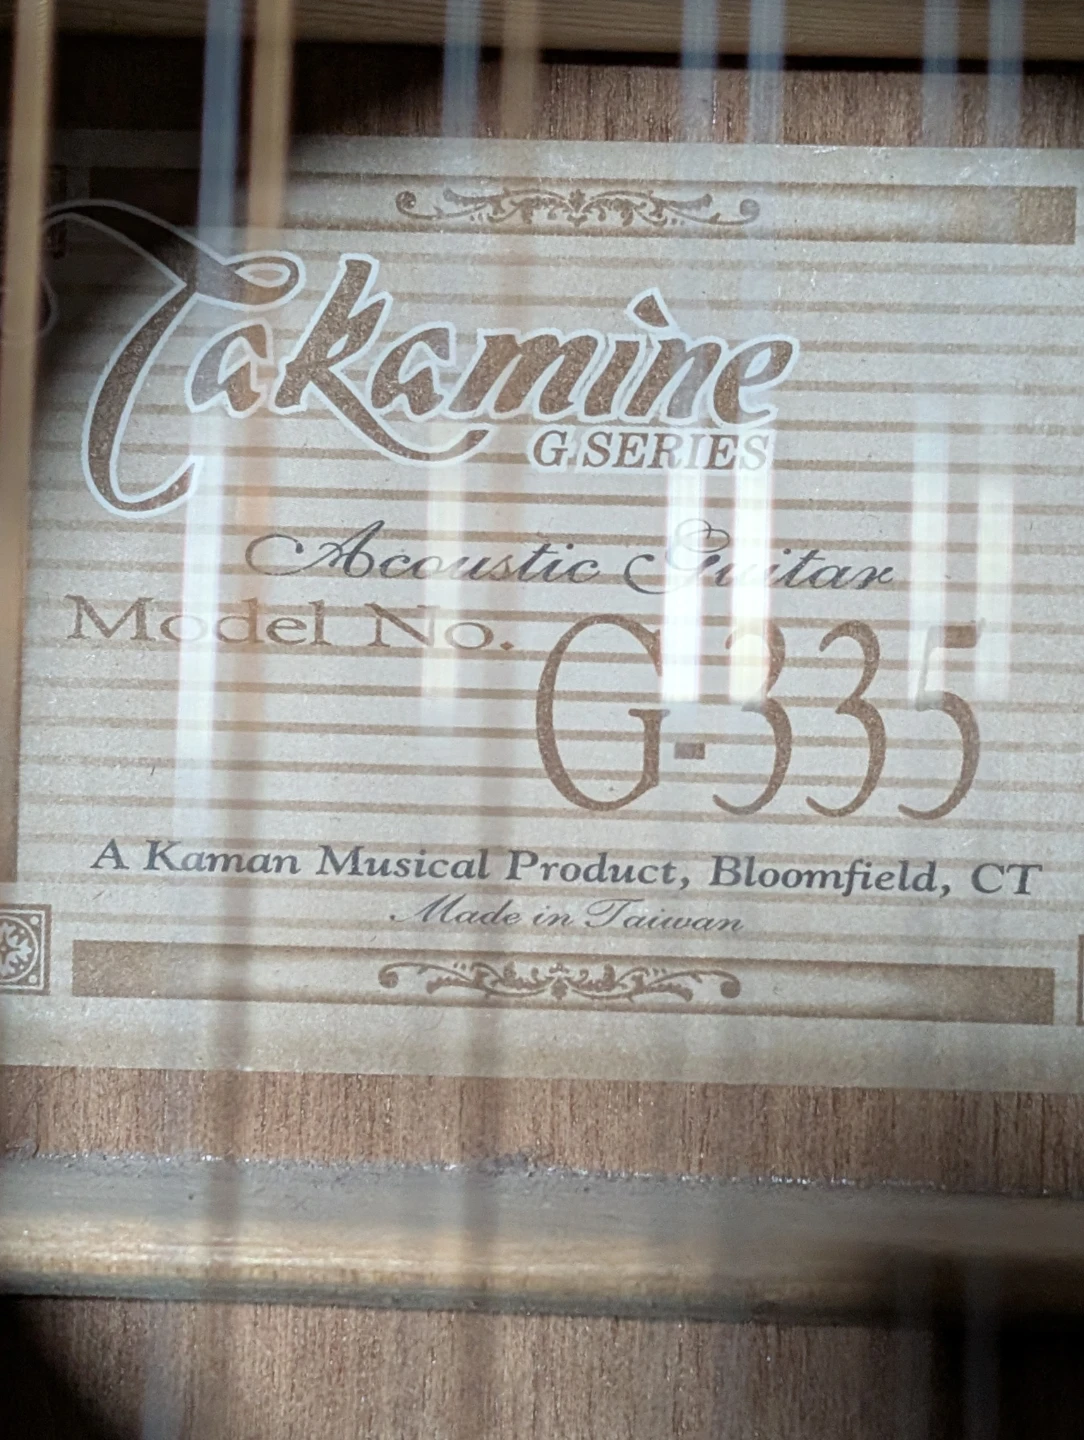 Takamine
G SERIES
Acoustic Guitar
Model No. G-335
A Kaman Musical Product, Bloomfield, CT
Made in Taiwan